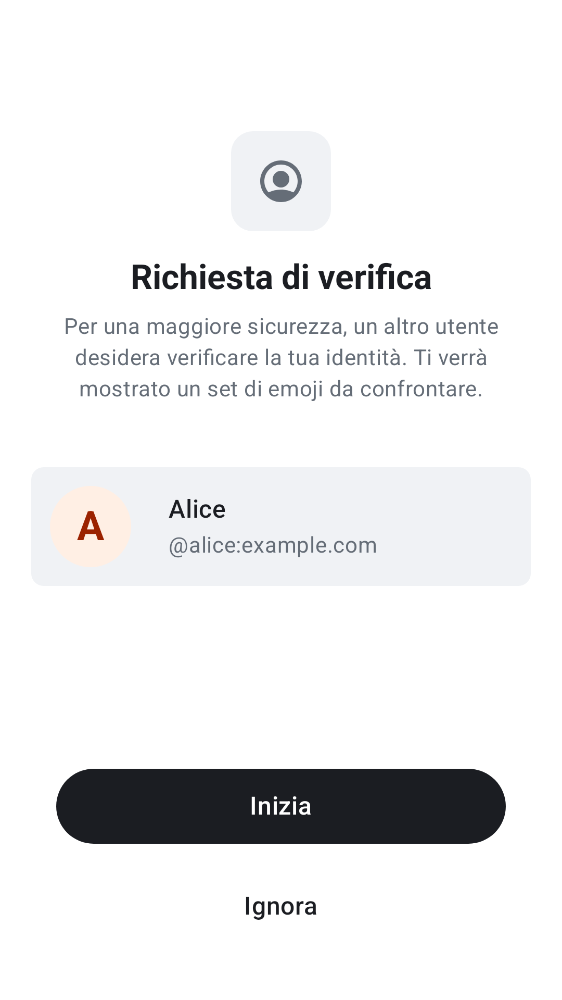 Richiesta di verifica
Per una maggiore sicurezza, un altro utente
desidera verificare la tua identità. Ti verrà
mostrato un set di emoji da confrontare.
A
Alice
@alice:example.com
Inizia
Ignora